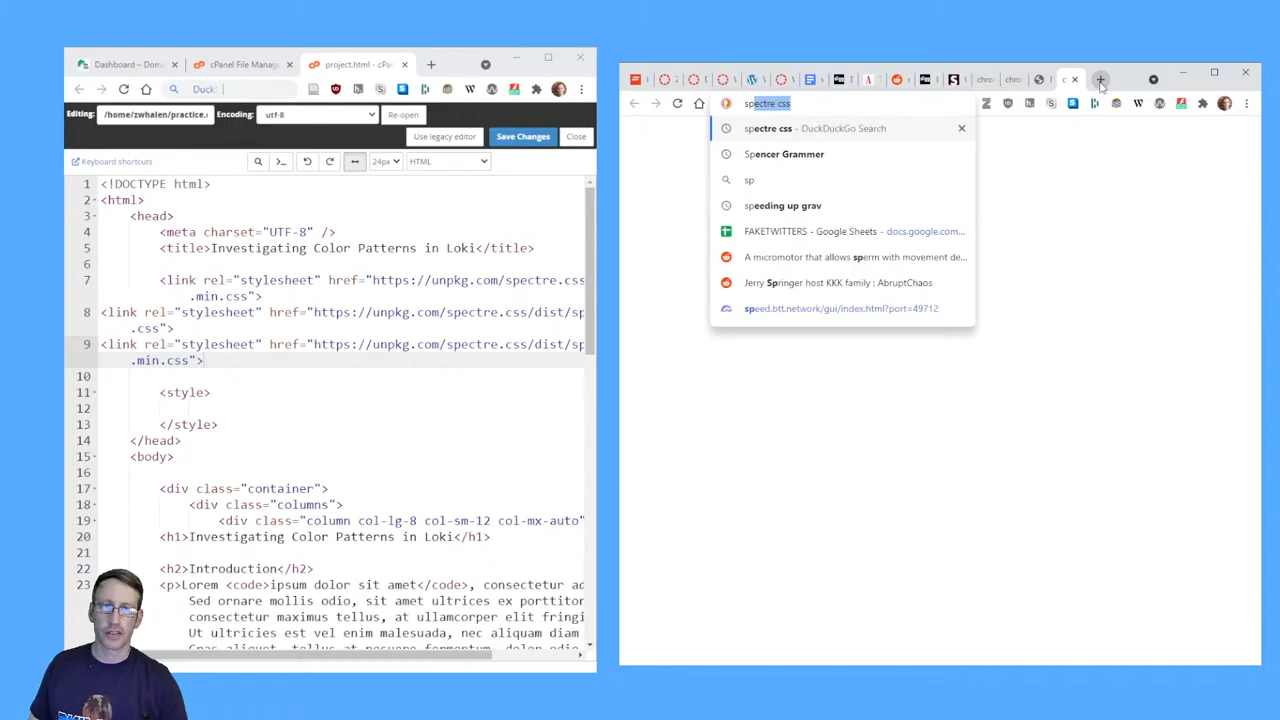 Dashboard – Doma
cPanel File Manage
project.html - cPan
Duck
Editing:
/home/zwhalen/practice.
Encoding:
utf-8
Re-open
Use legacy editor
Save Changes
Close
Keyboard shortcuts
24px
HTML
1 <!DOCTYPE html>
2 <html>
3 <head>
4 <meta charset="UTF-8" />
5 <title>Investigating Color Patterns in Loki</title>
6
7 <link rel="stylesheet" href="https://unpkg.com/spectre.css
.min.css">
8 <link rel="stylesheet" href="https://unpkg.com/spectre.css/dist/sp
.css">
9 <link rel="stylesheet" href="https://unpkg.com/spectre.css/dist/sp
.min.css">
10
11 <style>
12
13 </style>
14 </head>
15 <body>
16
17 <div class="container">
18 <div class="columns">
19 <div class="column col-lg-8 col-sm-12 col-mx-auto"
20 <h1>Investigating Color Patterns in Loki</h1>
21
22 <h2>Introduction</h2>
23 <p>Lorem <code>ipsum dolor sit amet</code>, consectetur ad
Sed ornare mollis odio, sit amet ultrices ex porttitor
consectetur maximus tellus, at ullamcorper elit fringi
Ut ultricies est vel enim malesuada, nec aliquam diam
chro
chro
spectre css
spectre css – DuckDuckGo Search
Spencer Grammer
sp
speeding up grav
FAKETWITTERS - Google Sheets - docs.google.com...
A micromotor that allows sperm with movement de...
Jerry Springer host KKK family : AbruptChaos
speed.btt.network/gui/index.html?port=49712